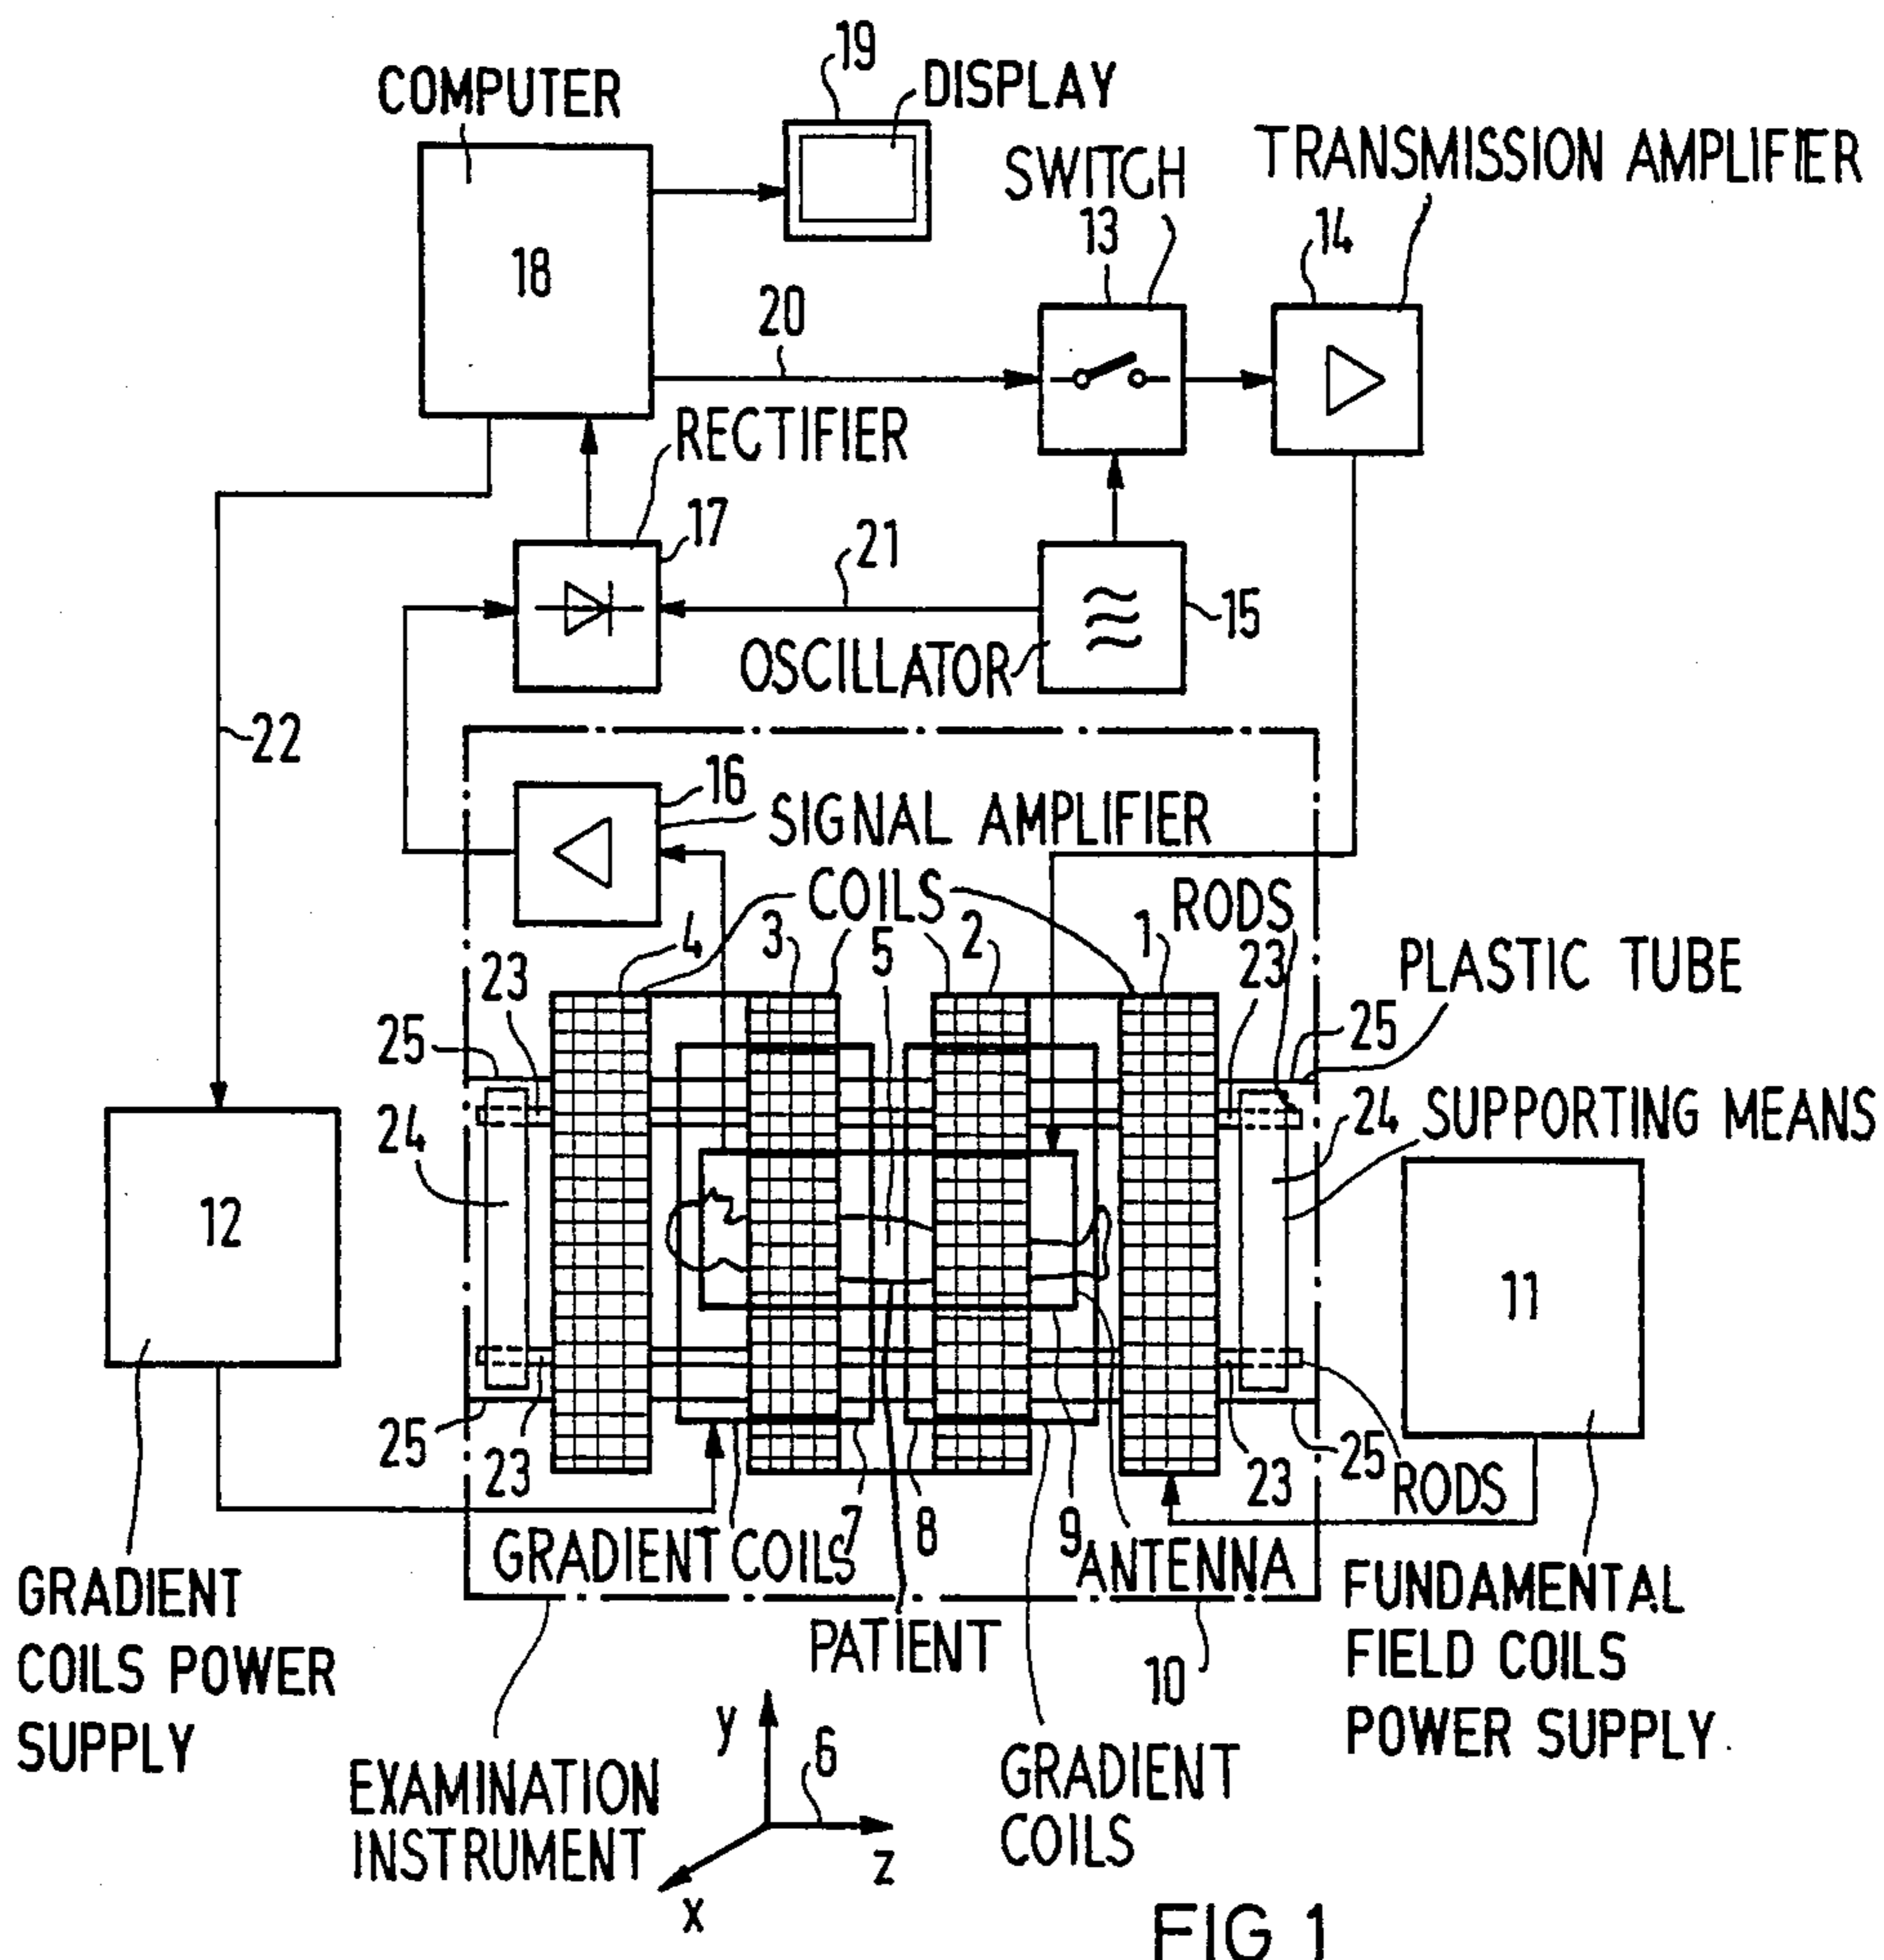 19
COMPUTER
DISPLAY
SWITCH
TRANSMISSION AMPLIFIER
13
14
18
20
RECTIFIER
17
21
15
OSCILLATOR
22
16
SIGNAL AMPLIFIER
COILS
RODS
4
3
5
2
1
23
23
PLASTIC TUBE
25
25
24
24
SUPPORTING MEANS
12
11
25
23
7
8
9
23
25
RODS
GRADIENT COILS
ANTENNA
GRADIENT
COILS POWER
SUPPLY
PATIENT
10
FUNDAMENTAL
FIELD COILS
POWER SUPPLY
EXAMINATION
INSTRUMENT
y
6
z
x
GRADIENT
COILS
FIG 1